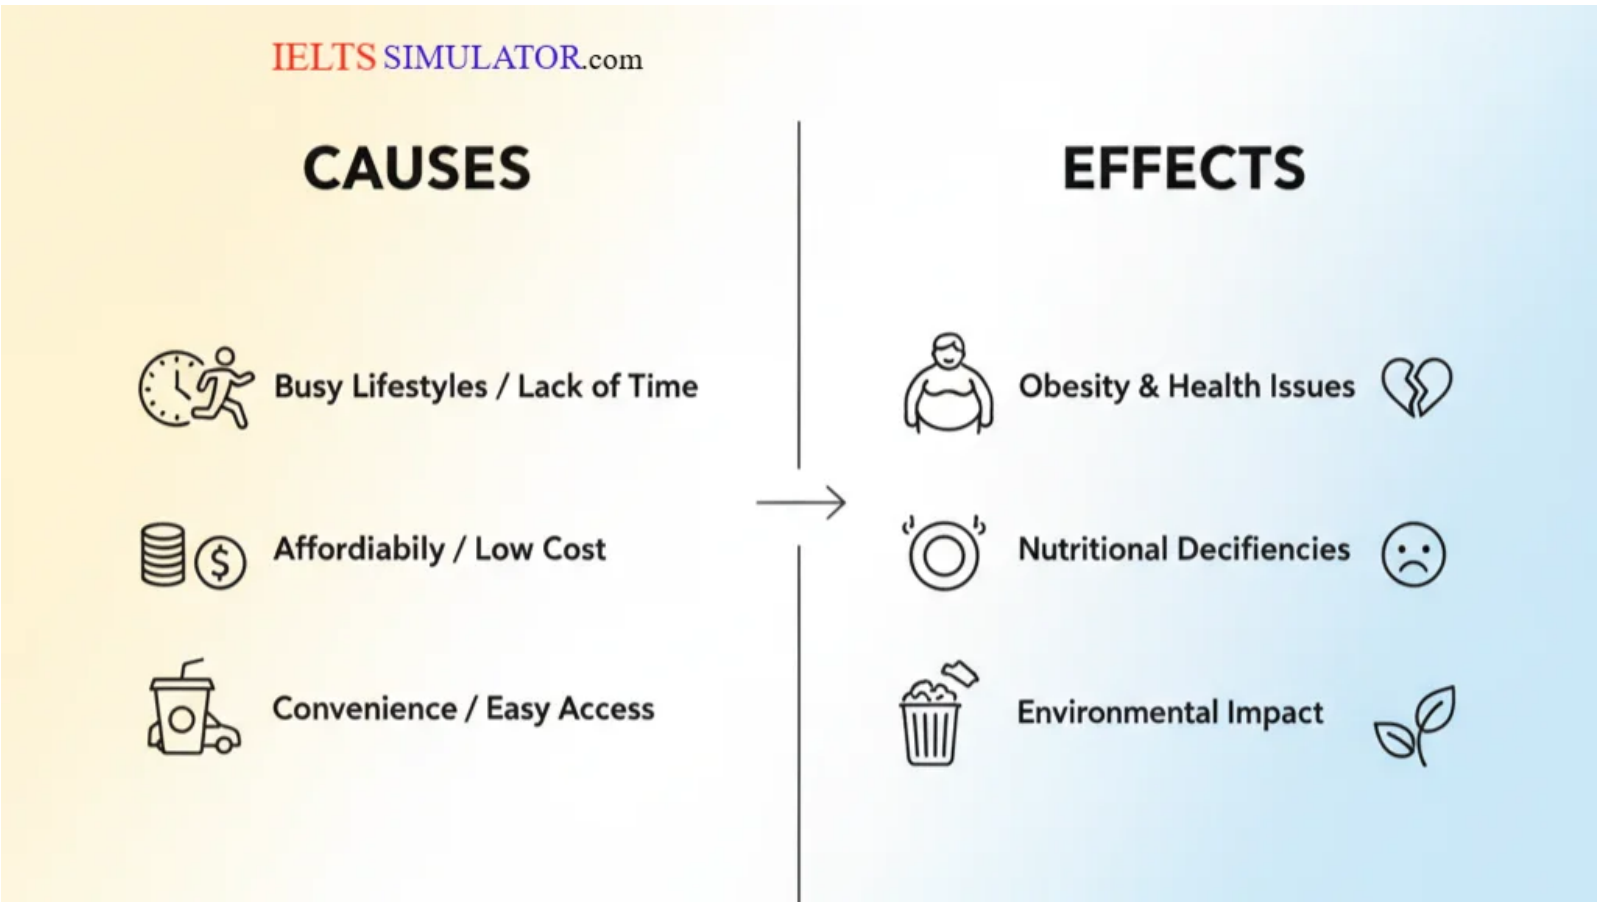 IELTS SIMULATOR.com
CAUSES
Busy Lifestyles / Lack of Time
Affordiabily / Low Cost
Convenience / Easy Access
EFFECTS
Obesity & Health Issues
Nutritional Decifiencies
Environmental Impact